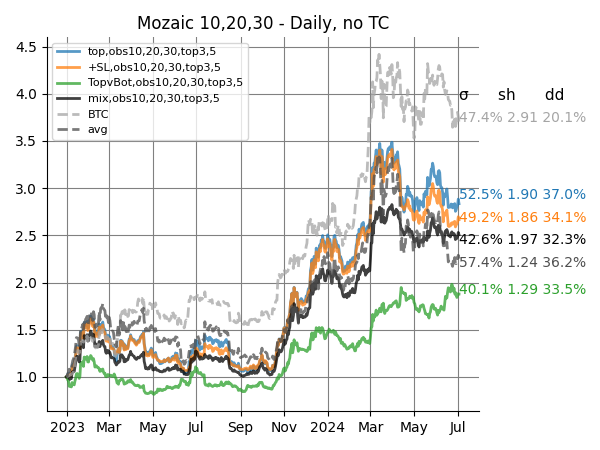 Mozaic 10,20,30 - Daily, no TC
top,obs10,20,30,top3,5
+SL,obs10,20,30,top3,5
TopvBot,obs10,20,30,top3,5
mix,obs10,20,30,top3,5
BTC
avg
4.5
4.0
3.5
3.0
2.5
2.0
1.5
1.0
σ sh dd
47.4% 2.91 20.1%
52.5% 1.90 37.0%
49.2% 1.86 34.1%
42.6% 1.97 32.3%
57.4% 1.24 36.2%
40.1% 1.29 33.5%
2023 Mar May Jul Sep Nov 2024 Mar May Jul